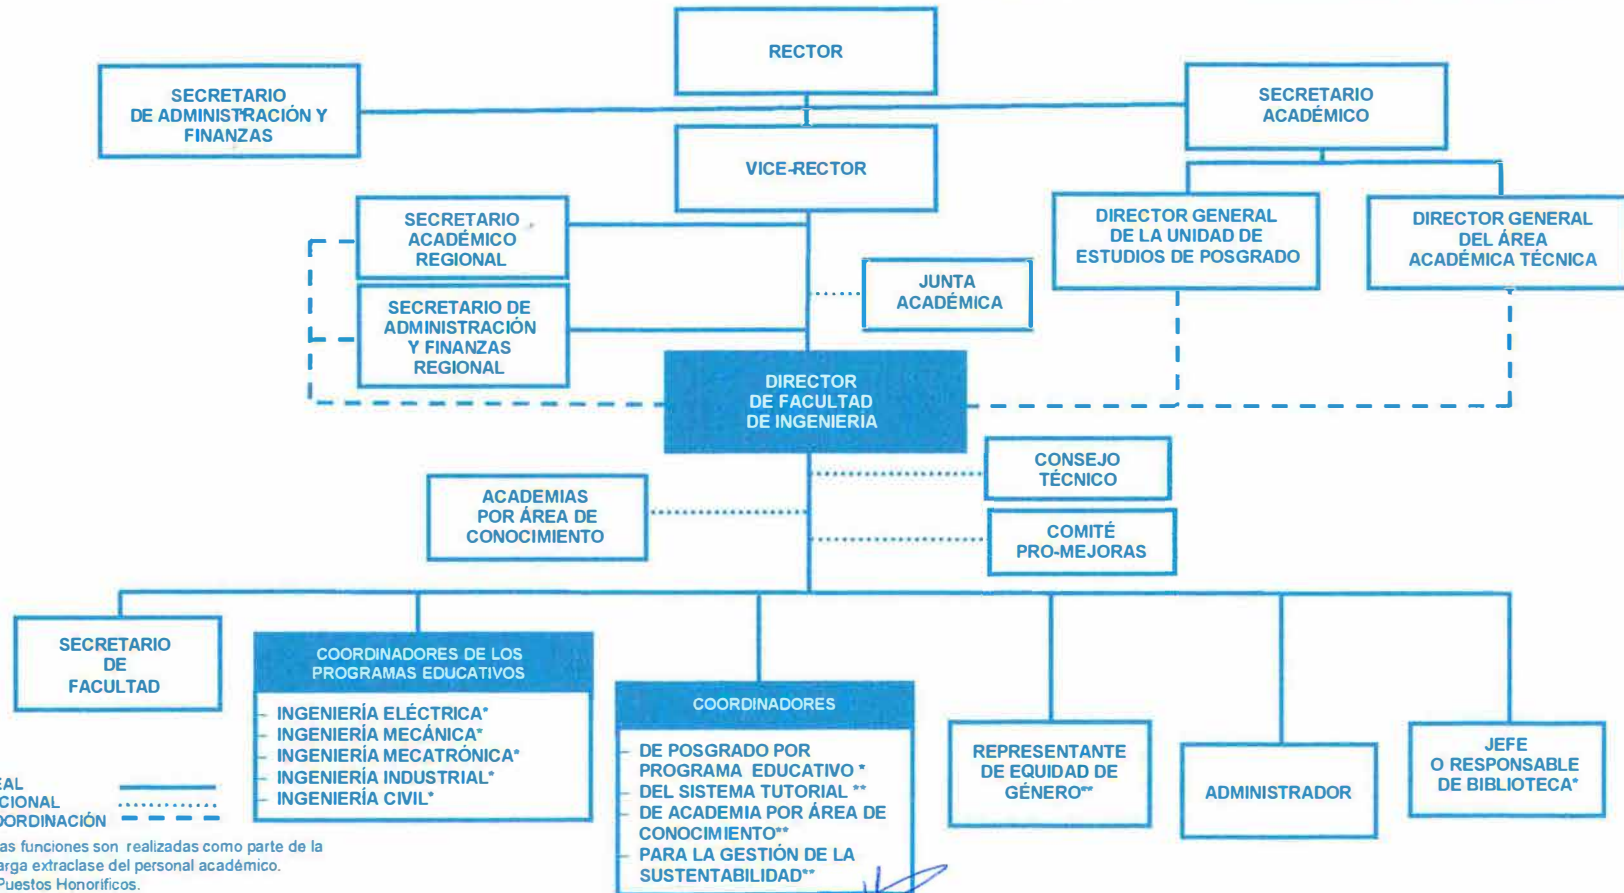 RECTOR
SECRETARIO
DE ADMINISTRACIÓN Y
FINANZAS
SECRETARIO
ACADÉMICO
VICE-RECTOR
SECRETARIO
ACADÉMICO
REGIONAL
DIRECTOR GENERAL
DE LA UNIDAD DE
ESTUDIOS DE POSGRADO
DIRECTOR GENERAL
DEL ÁREA
ACADÉMICA TÉCNICA
JUNTA
ACADÉMICA
SECRETARIO DE
ADMINISTRACIÓN
Y FINANZAS
REGIONAL
DIRECTOR
DE FACULTAD
DE INGENIERÍA
CONSEJO
TÉCNICO
ACADEMIAS
POR ÁREA DE
CONOCIMIENTO
COMITÉ
PRO-MEJORAS
SECRETARIO
DE
FACULTAD
COORDINADORES DE LOS
PROGRAMAS EDUCATIVOS
INGENIERÍA ELÉCTRICA*
INGENIERÍA MECÁNICA*
INGENIERÍA MECATRÓNICA*
INGENIERÍA INDUSTRIAL*
INGENIERÍA CIVIL*
COORDINADORES
DE POSGRADO POR
PROGRAMA EDUCATIVO *
DEL SISTEMA TUTORIAL **
DE ACADEMIA POR ÁREA DE
CONOCIMIENTO**
PARA LA GESTIÓN DE LA
SUSTENTABILIDAD**
REPRESENTANTE
DE EQUIDAD DE
GÉNERO**
ADMINISTRADOR
JEFE
O RESPONSABLE
DE BIBLIOTECA*
EAL
CIONAL
OORDINACIÓN
as funciones son realizadas como parte de la
arga extraclase del personal académico.
Puestos Honoríficos.